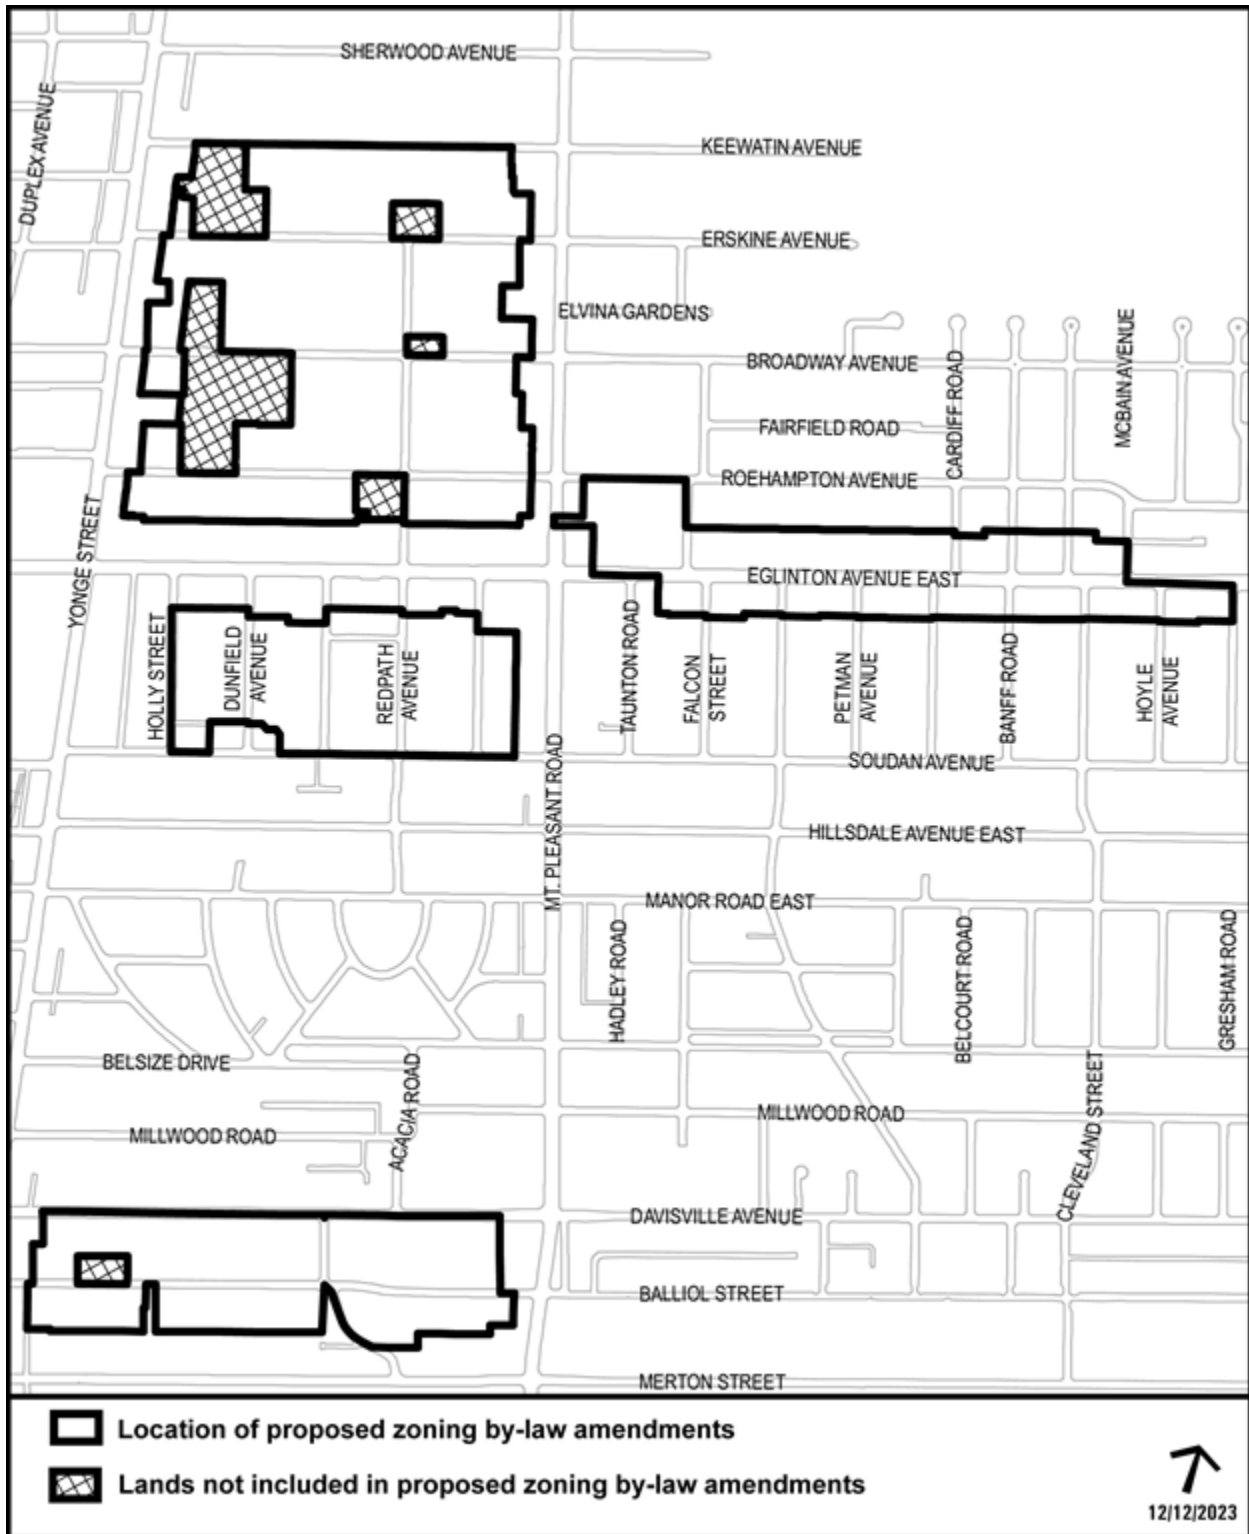 SHERWOOD AVENUE
DUPLEX AVENUE
KEEWATIN AVENUE
ERSKINE AVENUE
ELVINA GARDENS
BROADWAY AVENUE
CARDIFF ROAD
MCBAIN AVENUE
FAIRFIELD ROAD
ROEHAMPTON AVENUE
YONGE STREET
EGLINTON AVENUE EAST
HOLLY STREET
DUNFIELD
AVENUE
REDPATH
AVENUE
TAUNTON ROAD
FALCON
STREET
PETMAN
AVENUE
BANFF ROAD
HOYLE
AVENUE
SOUDAN AVENUE
MT. PLEASANT ROAD
HILLSDALE AVENUE EAST
MANOR ROAD EAST
HADLEY ROAD
BELCOURT ROAD
GRESHAM ROAD
BELSIZE DRIVE
ACACIA ROAD
CLEVELAND STREET
MILLWOOD ROAD
MILLWOOD ROAD
DAVISVILLE AVENUE
BALLIOL STREET
MERTON STREET
Location of proposed zoning by-law amendments
Lands not included in proposed zoning by-law amendments
12/12/2023